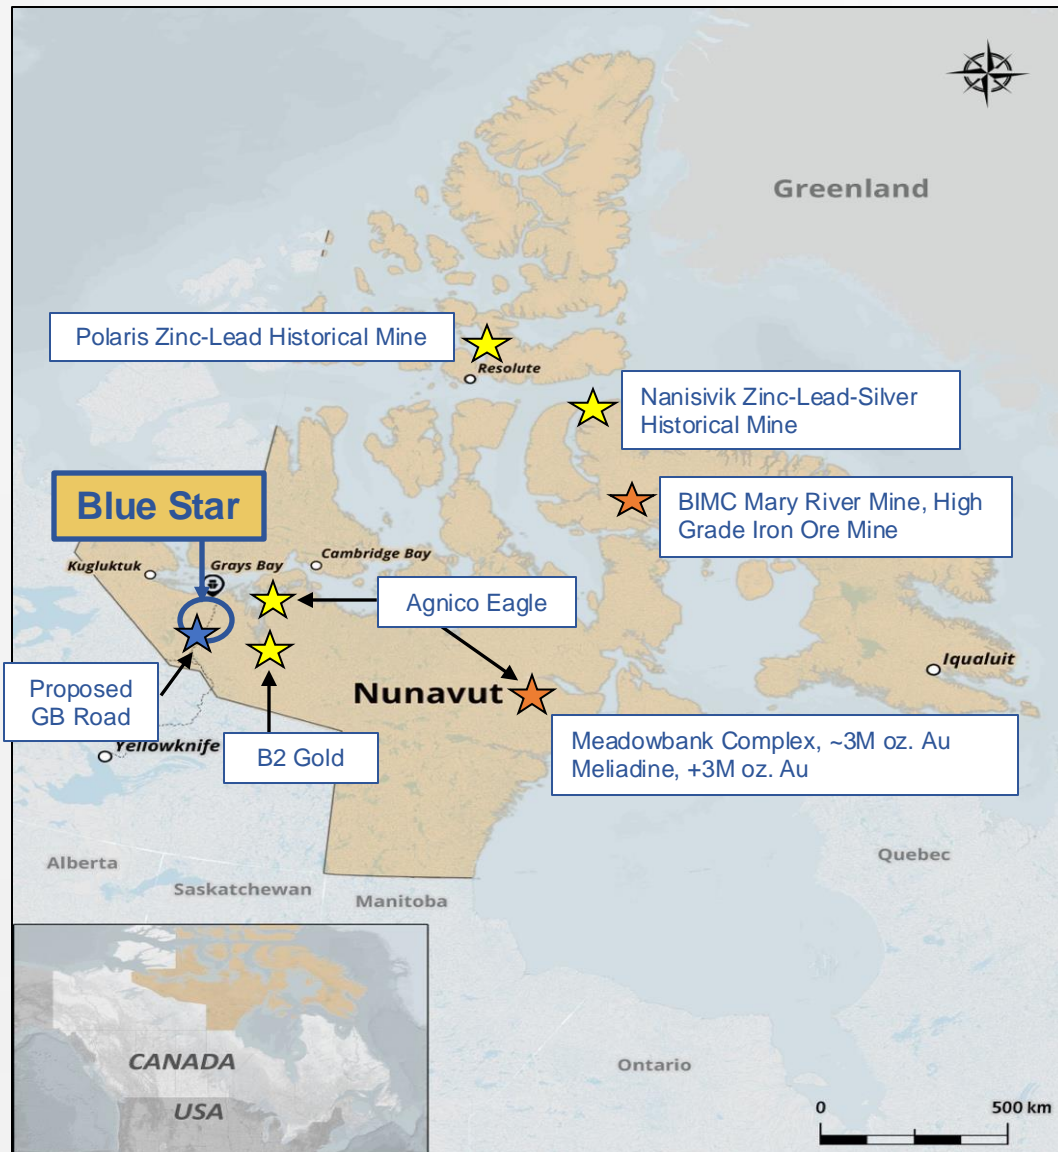 Greenland
Polaris Zinc-Lead Historical Mine
Resolute
Nanisivik Zinc-Lead-Silver
Historical Mine
Blue Star
BIMC Mary River Mine, High
Grade Iron Ore Mine
Kugluktuk
Grays Bay
Cambridge Bay
Agnico Eagle
Iqualuit
Proposed
GB Road
Nunavut
Yellowknife
B2 Gold
Meadowbank Complex, ~3M oz. Au
Meliadine, +3M oz. Au
Alberta
Saskatchewan
Manitoba
Quebec
CANADA
USA
Ontario
0 500 km